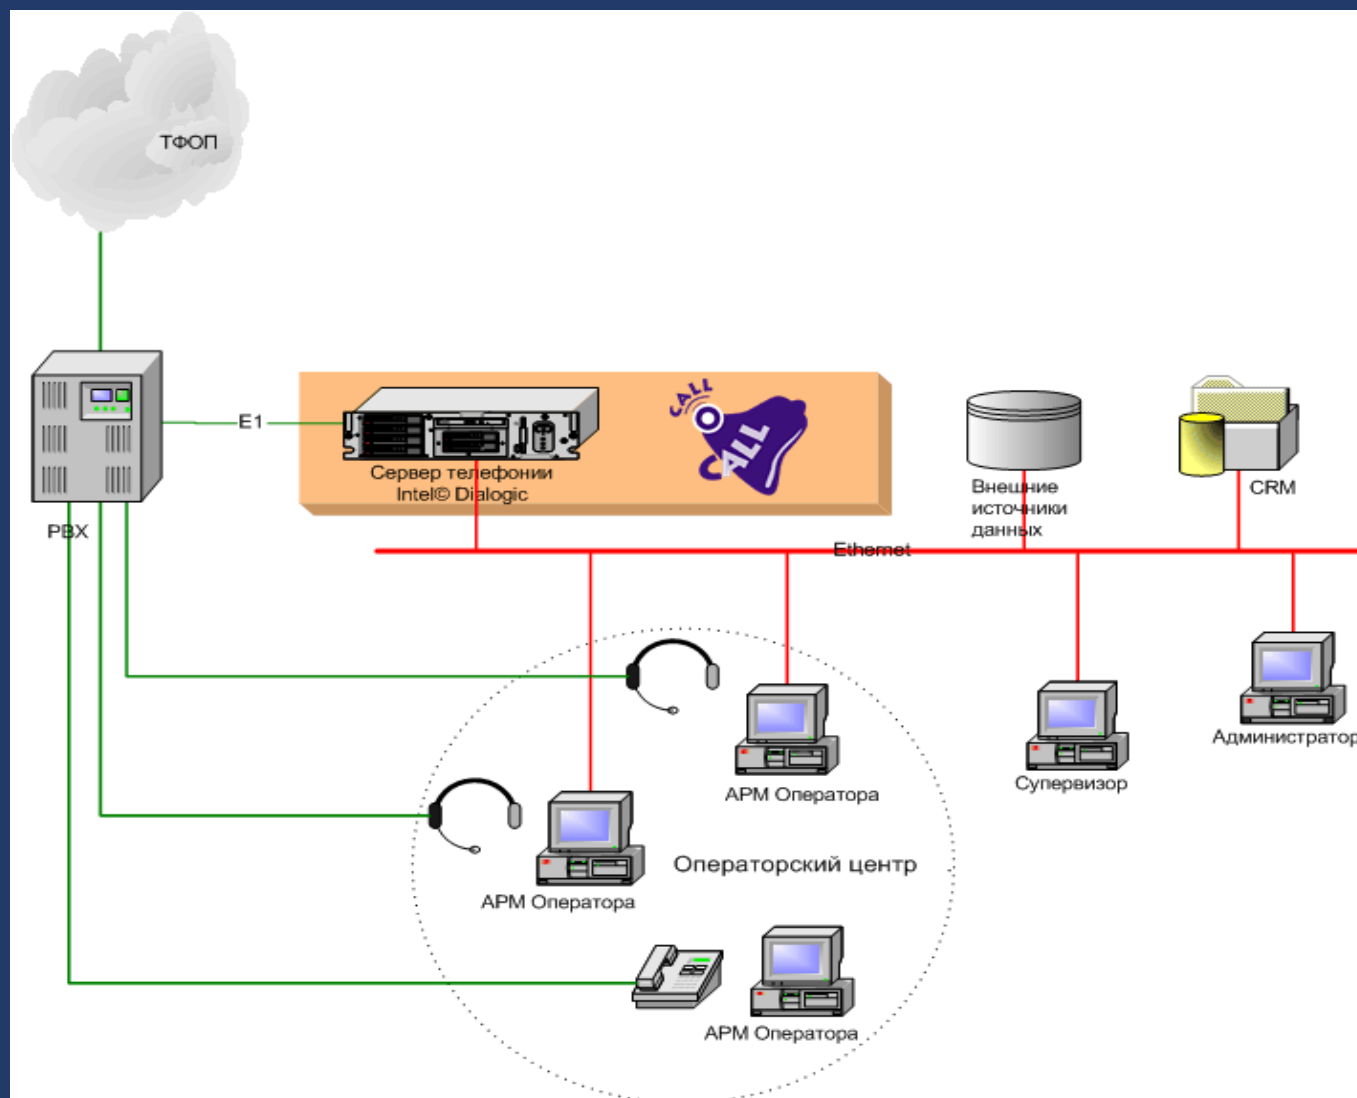 ТФОП
E1
CALL
CALL
Сервер телефонии
Intel© Dialogic
Внешние
источники
данных
CRM
PBX
Ethernet
Администратор
Супервизор
АРМ Оператора
Операторский центр
АРМ Оператора
АРМ Оператора